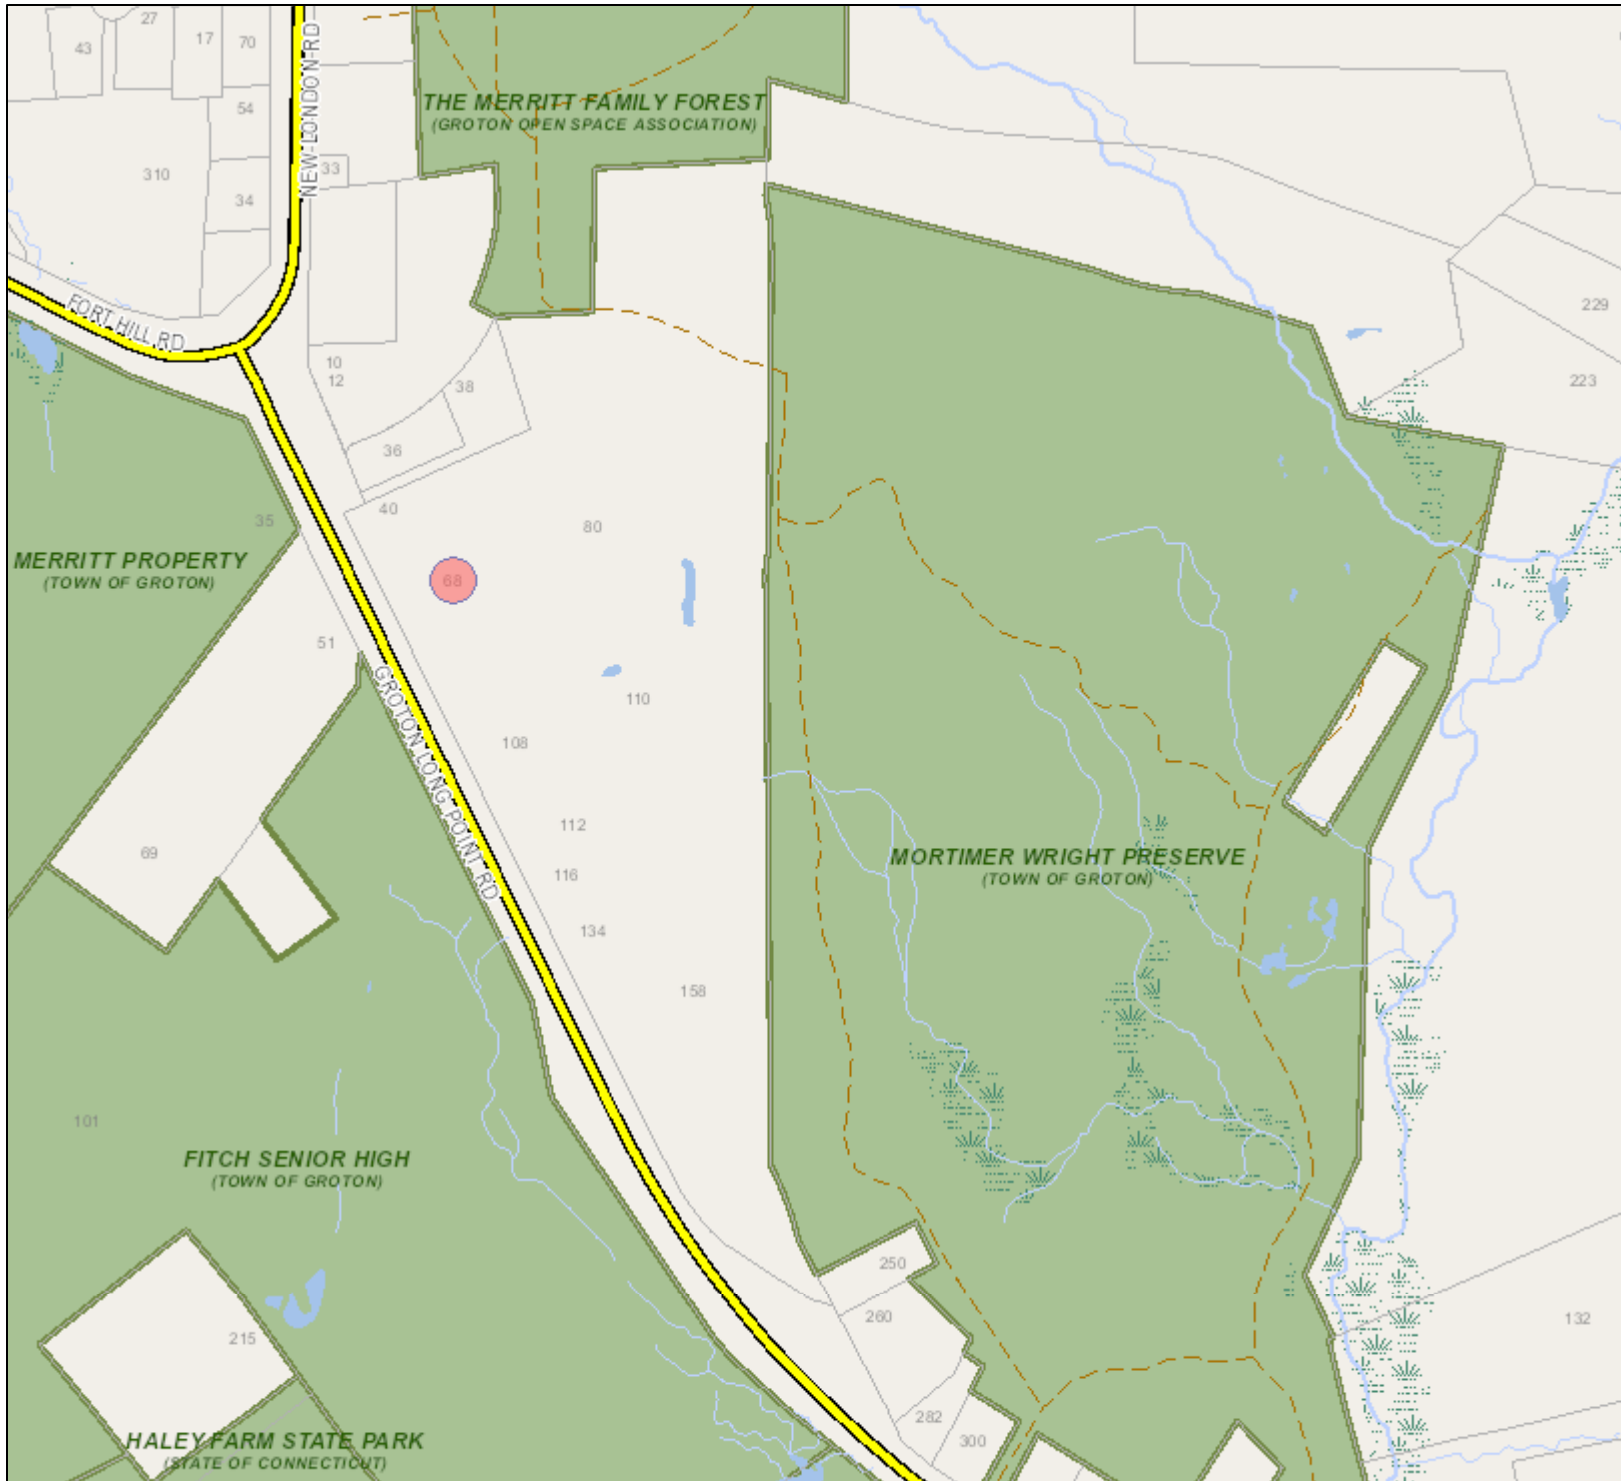 27
43
17
70
54
310
34
NEW LONDON RD
33
THE MERRITT FAMILY FOREST
(GROTON OPEN SPACE ASSOCIATION)
229
FORT HILL RD
10
12
38
223
36
40
35
80
MERRITT PROPERTY
(TOWN OF GROTON)
68
51
110
GROTON LONG POINT RD
108
112
69
116
MORTIMER WRIGHT PRESERVE
(TOWN OF GROTON)
134
158
101
FITCH SENIOR HIGH
(TOWN OF GROTON)
250
260
132
215
282
300
HALEY FARM STATE PARK
(STATE OF CONNECTICUT)